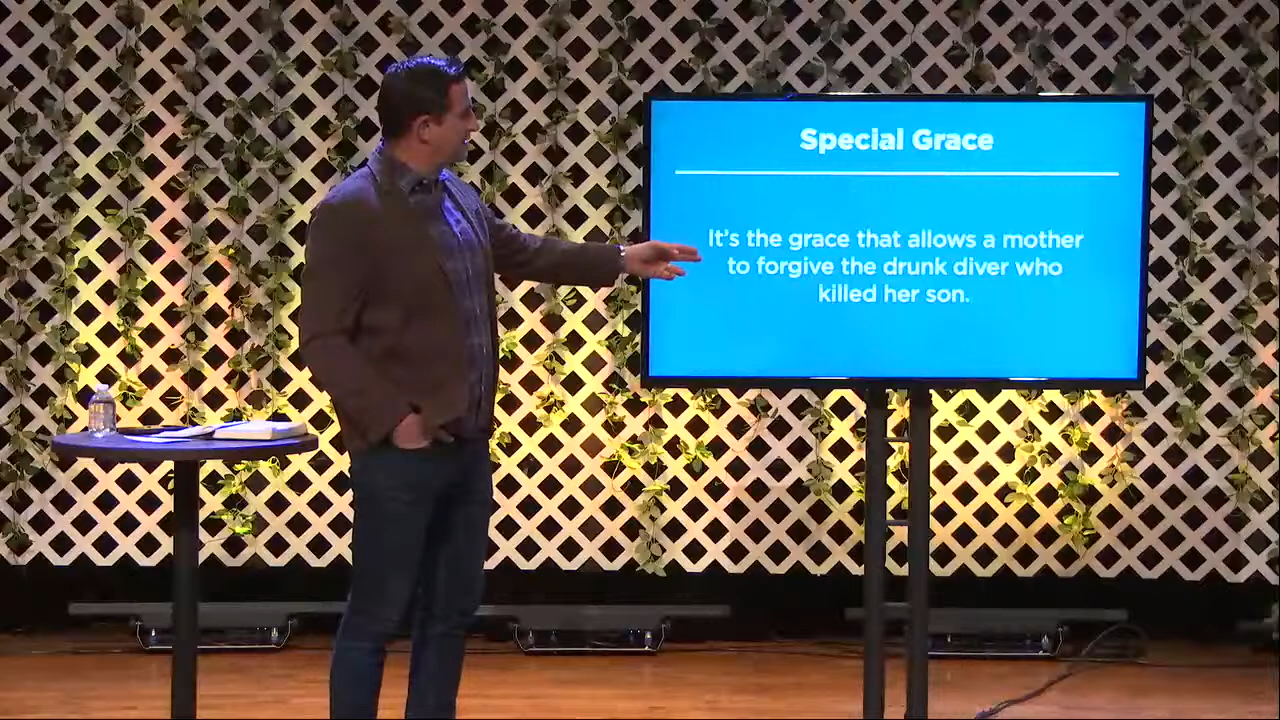 Special Grace
It's the grace that allows a mother
to forgive the drunk diver who
killed her son.